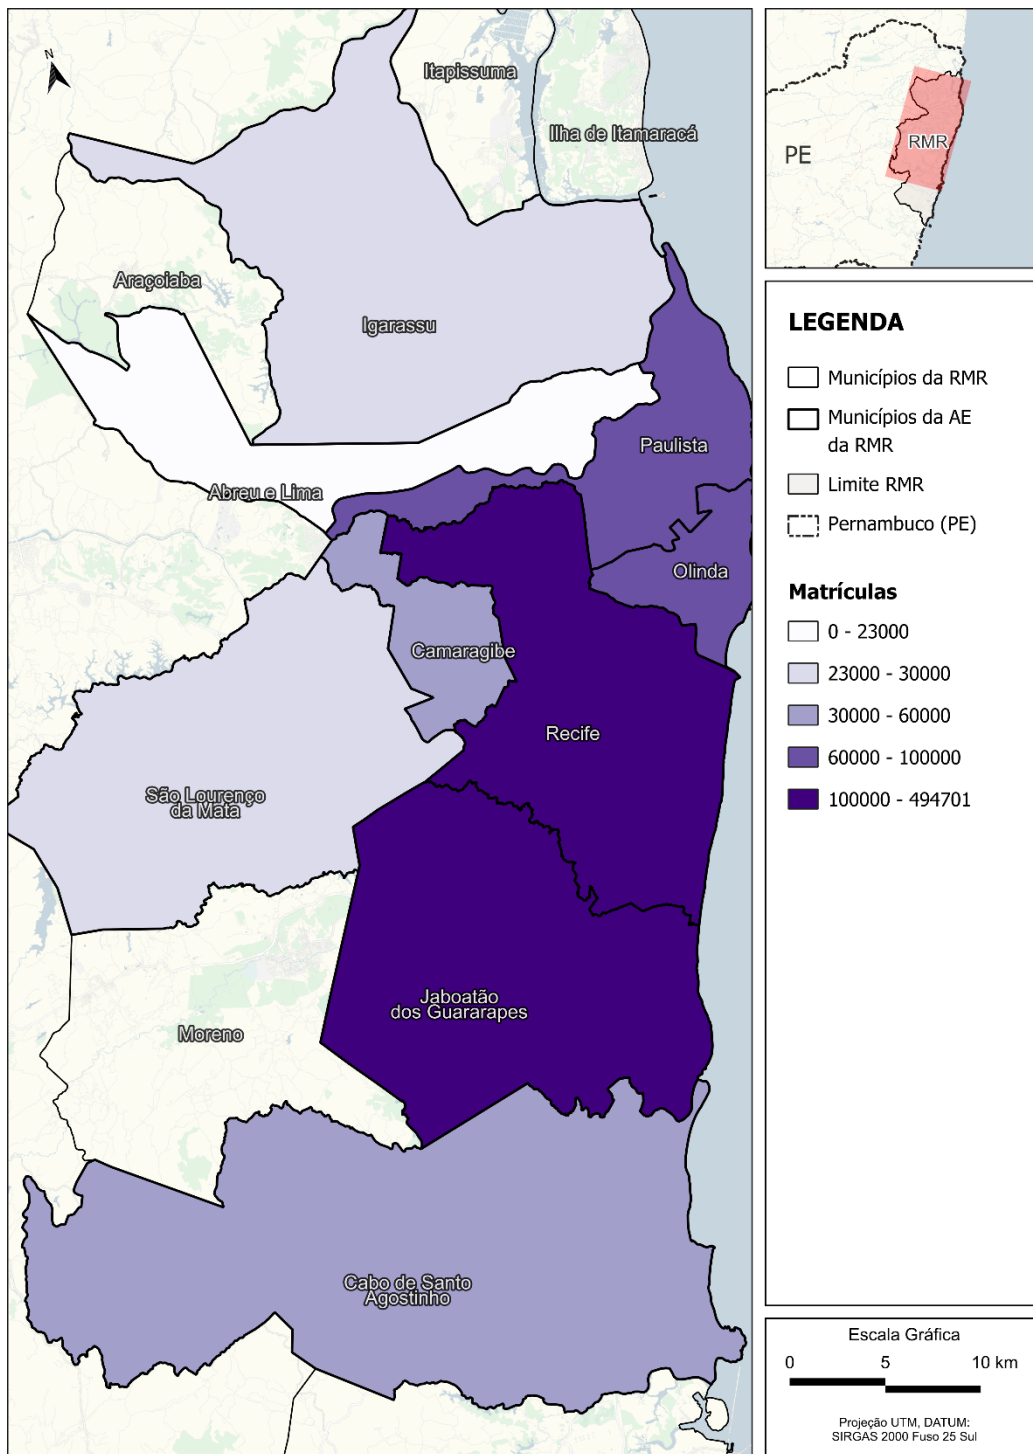 N
Itapissuma
Ilha de Itamaracá
Araçoiaba
Igarassu
Paulista
Abreu e Lima
Olinda
Camaragibe
Recife
São Lourenço
da Mata
Jaboatão
dos Guararapes
Moreno
Cabo de Santo
Agostinho
PE
RMR
LEGENDA
Municípios da RMR
Municípios da AE
da RMR
Limite RMR
Pernambuco (PE)
Matrículas
0 - 23000
23000 - 30000
30000 - 60000
60000 - 100000
100000 - 494701
Escala Gráfica
0 5 10 km
Projeção UTM, DATUM:
SIRGAS 2000 Fuso 25 Sul